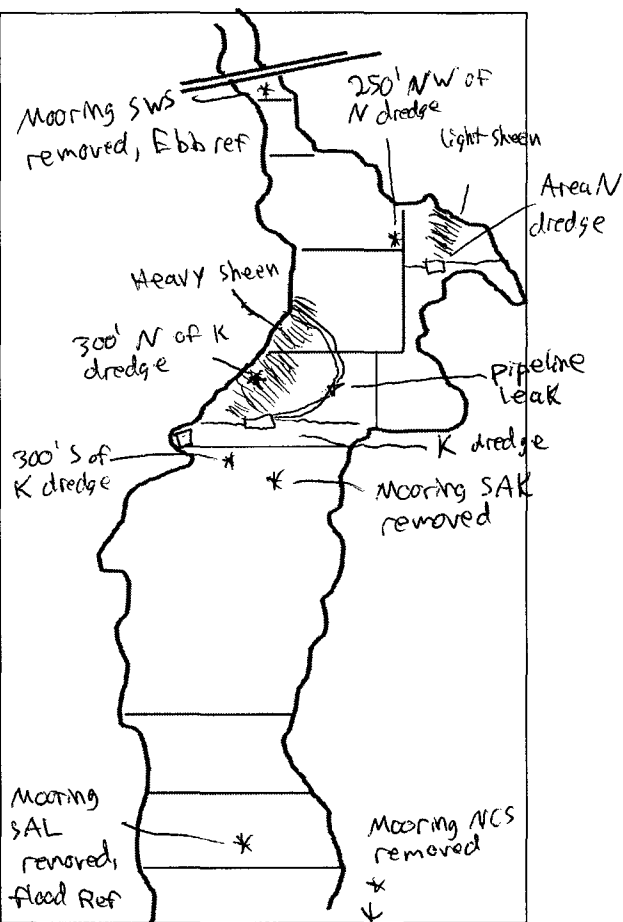 250' NW of
N dredge
light sheen
Mooring SWS
removed, Ebb ref
Area N
dredge
Heavy sheen
300' N of K
dredge
Pipeline
leak
K dredge
300' S of
K dredge
Mooring SAK
removed
Mooring
SAL
removed,
flood Ref
Mooring NCS
removed